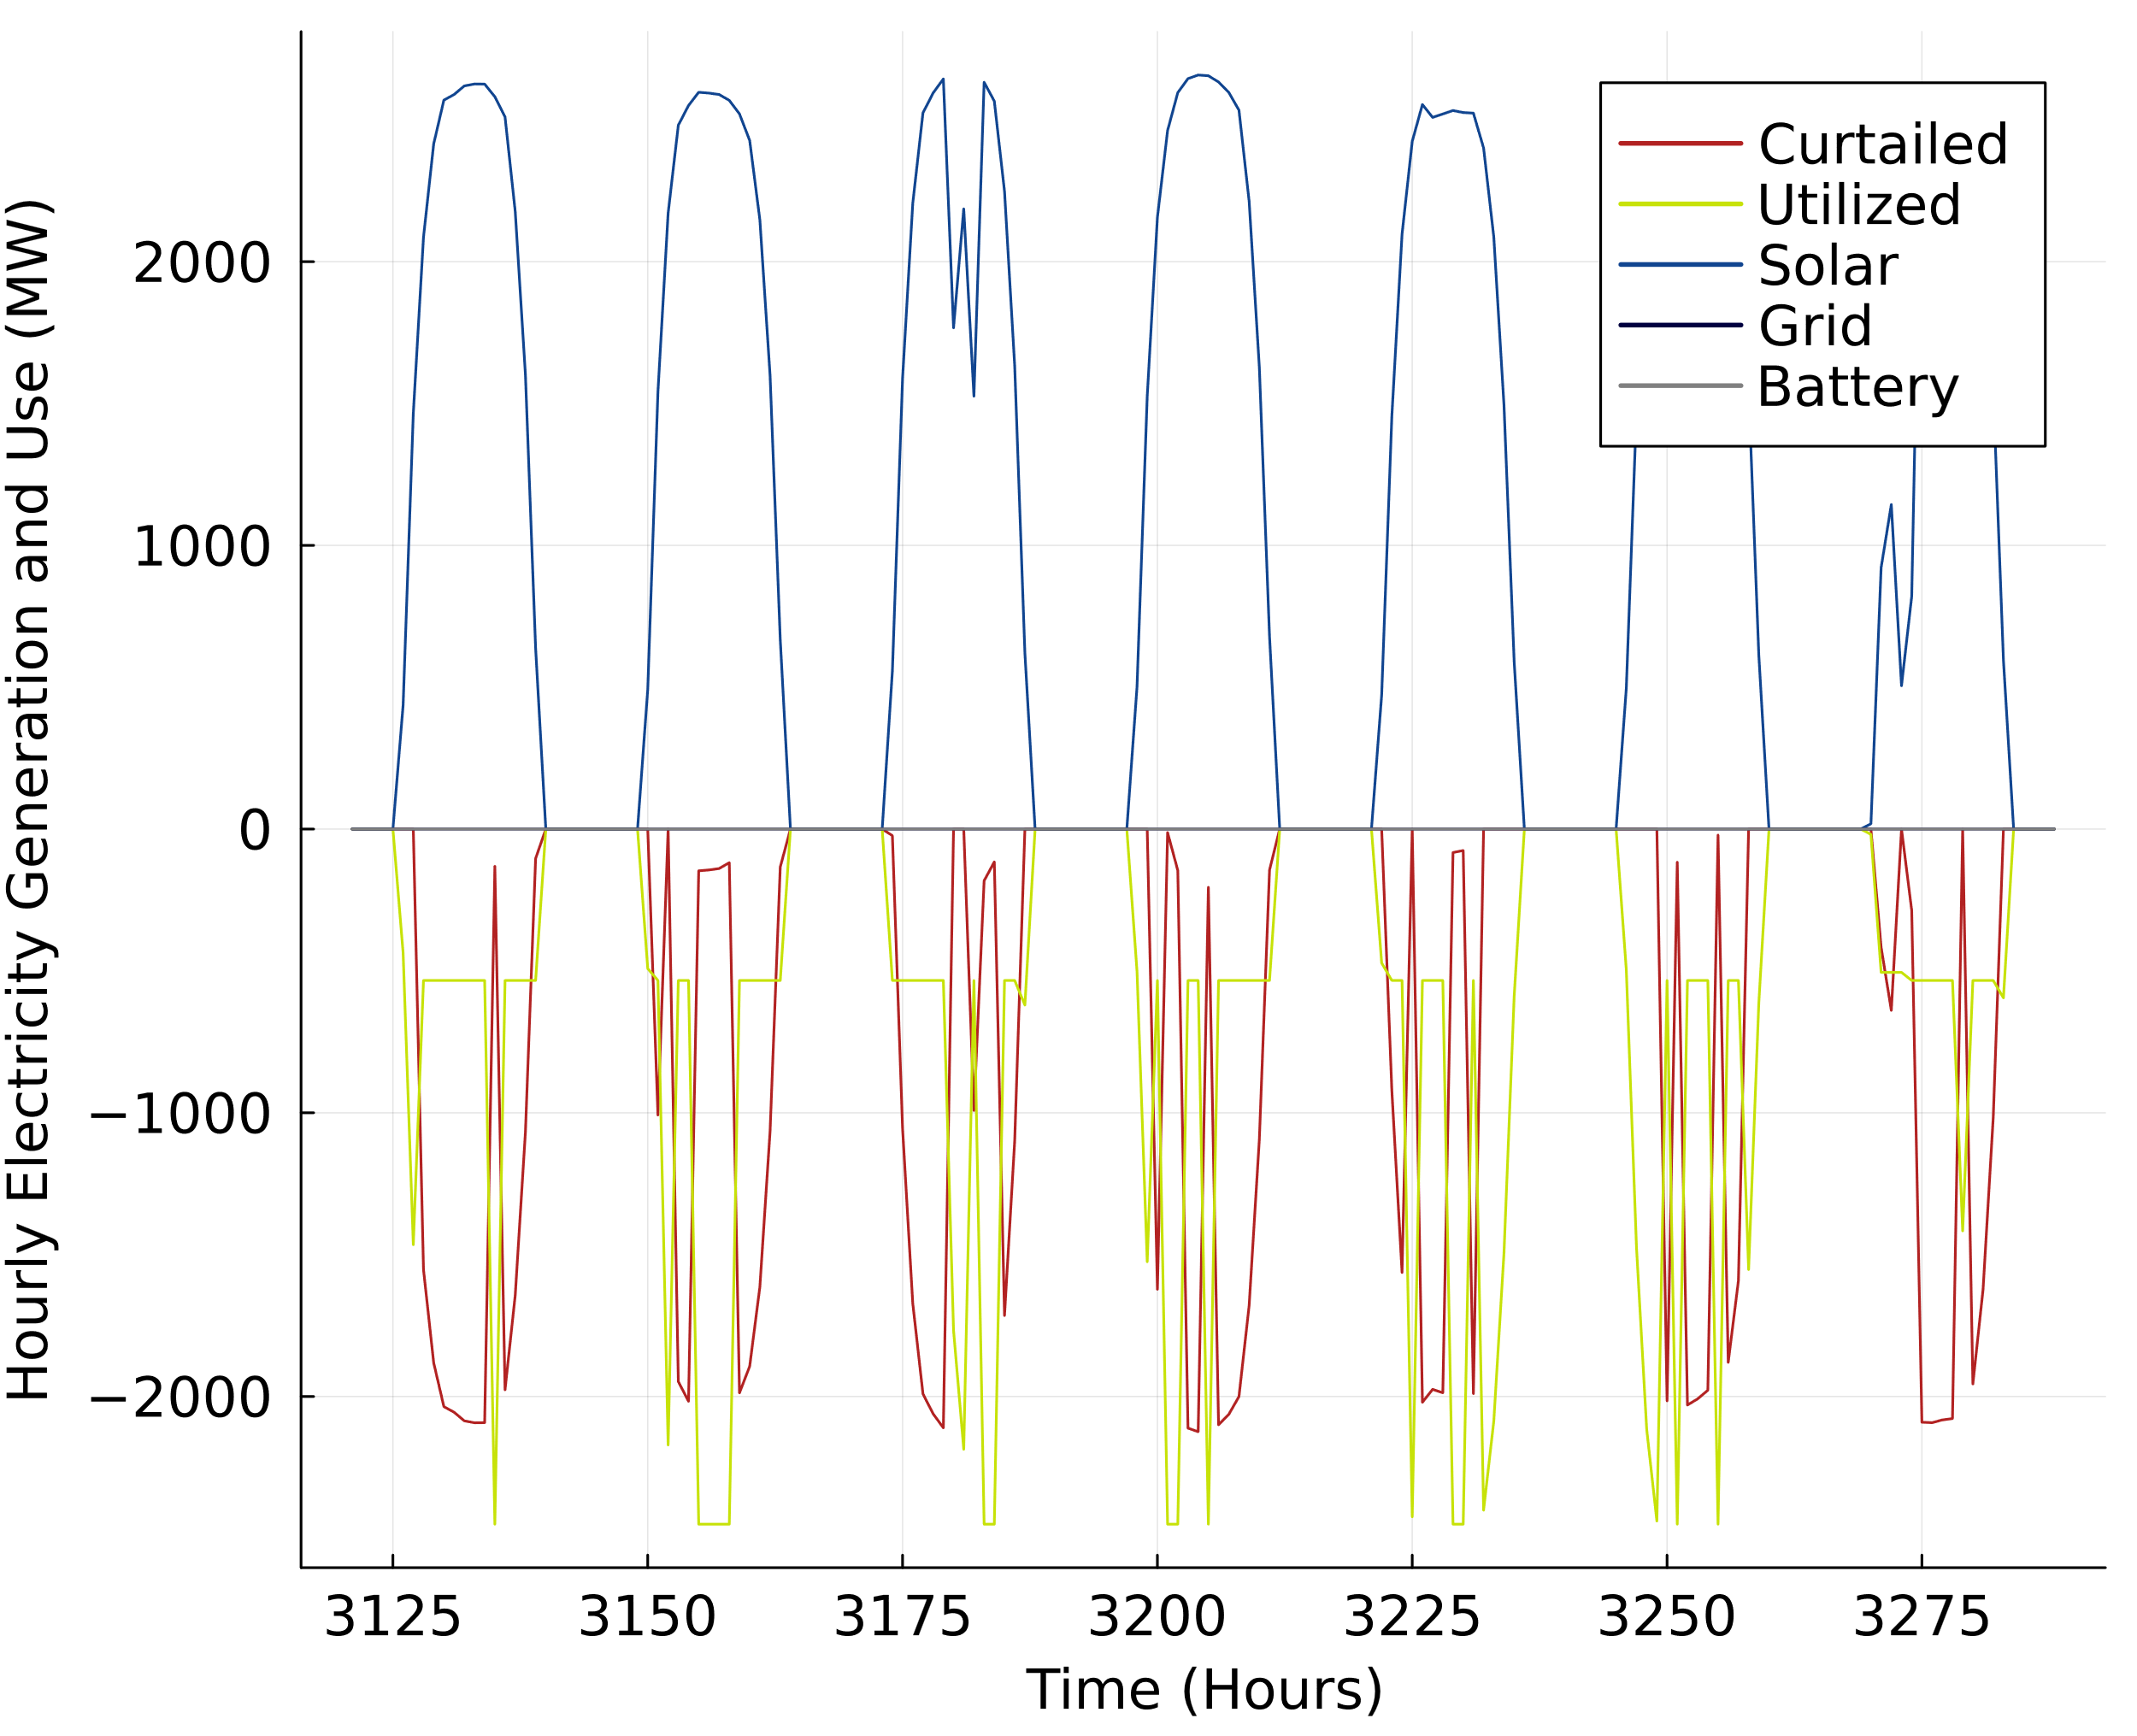 Hourly Electricity Generation and Use (MW)
2000
1000
0
−1000
−2000
Curtailed
Utilized
Solar
Grid
Battery
3125 3150 3175 3200 3225 3250 3275
Time (Hours)